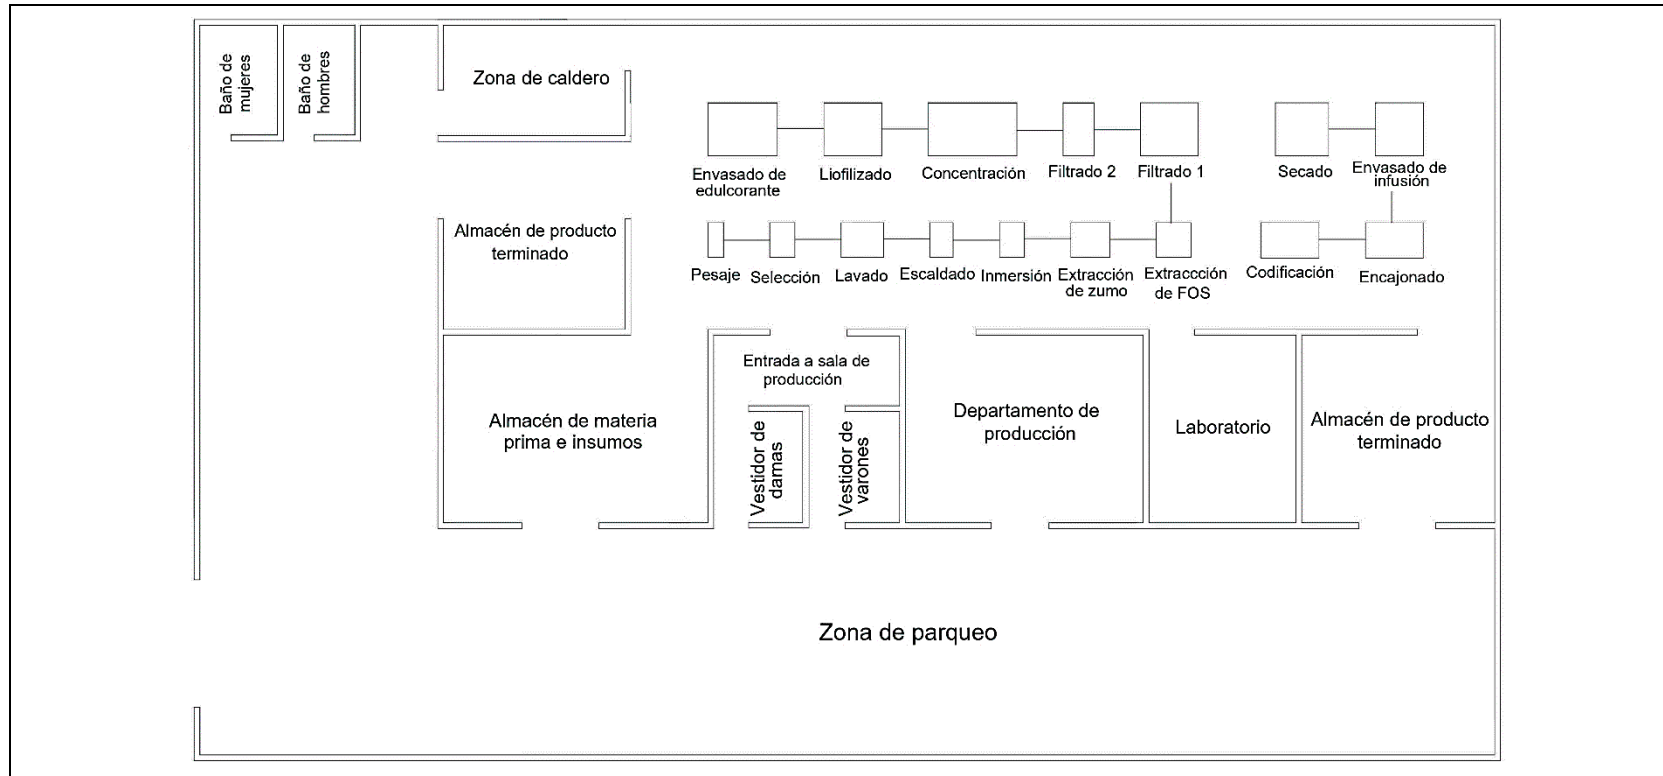 Baño de
mujeres
Baño de
hombres
Zona de caldero
Envasado de
edulcorante
Liofilizado
Concentración
Filtrado 2
Filtrado 1
Secado
Envasado de
infusión
Almacén de producto
terminado
Pesaje
Selección
Lavado
Escaldado
Inmersión
Extracción
de zumo
Extraccción
de FOS
Codificación
Encajonado
Almacén de materia
prima e insumos
Entrada a sala de
producción
Vestidor de
damas
Vestidor de
varones
Departamento de
producción
Laboratorio
Almacén de producto
terminado
Zona de parqueo